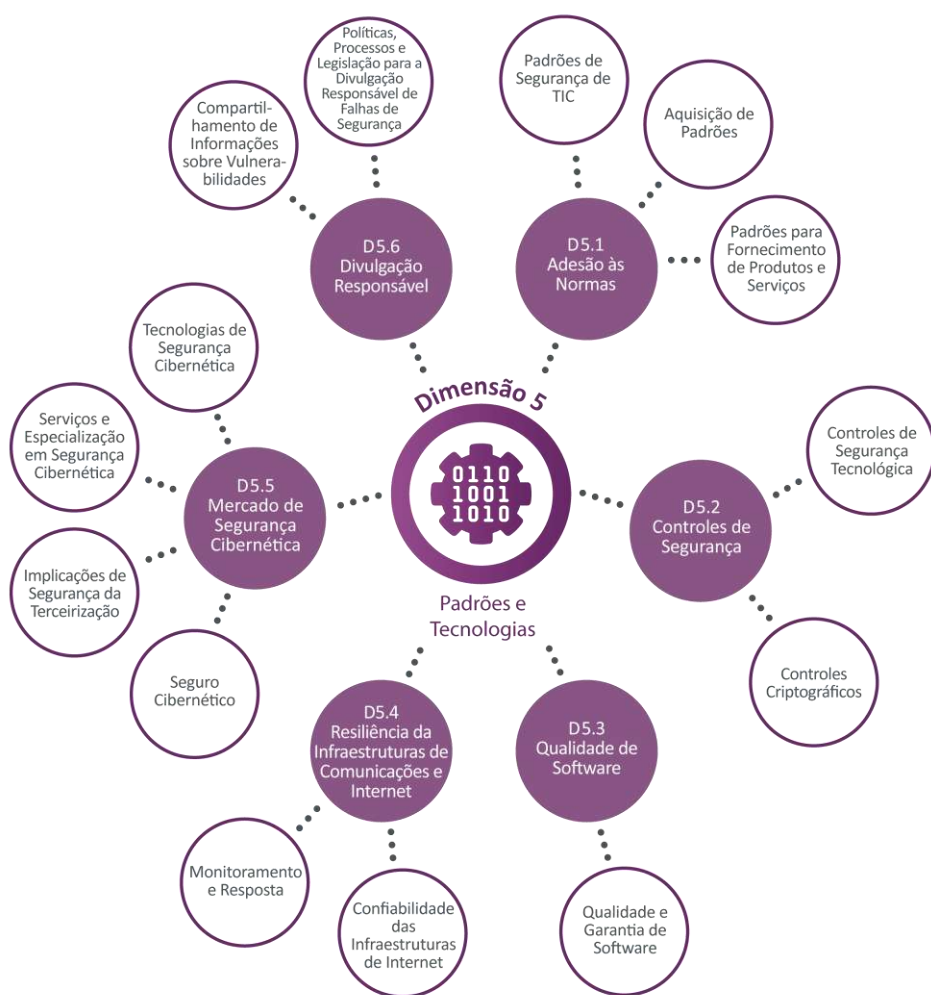 Políticas,
Processos e
Legislação para a
Divulgação
Responsável de
Falhas de
Segurança
Compartil-
hamento de
Informações
sobre Vulnera-
bilidades
D5.6
Divulgação
Responsável
Padrões de
Segurança de
TIC
Aquisição de
Padrões
Padrões para
Fornecimento
de Produtos e
Serviços
D5.1
Adesão às
Normas
Dimensão 5
0110
1001
1010
Padrões e
Tecnologias
Controles de
Segurança
Tecnológica
D5.2
Controles de
Segurança
Controles
Criptográficos
D5.3
Qualidade de
Software
Qualidade e
Garantia de
Software
D5.4
Resiliência da
Infraestruturas de
Comunicações e
Internet
Monitoramento
e Resposta
Confiabilidade
das
Infraestruturas
de Internet
Tecnologias de
Segurança
Cibernética
Serviços e
Especialização
em Segurança
Cibernética
D5.5
Mercado de
Segurança
Cibernética
Implicações de
Segurança da
Terceirização
Seguro
Cibernético